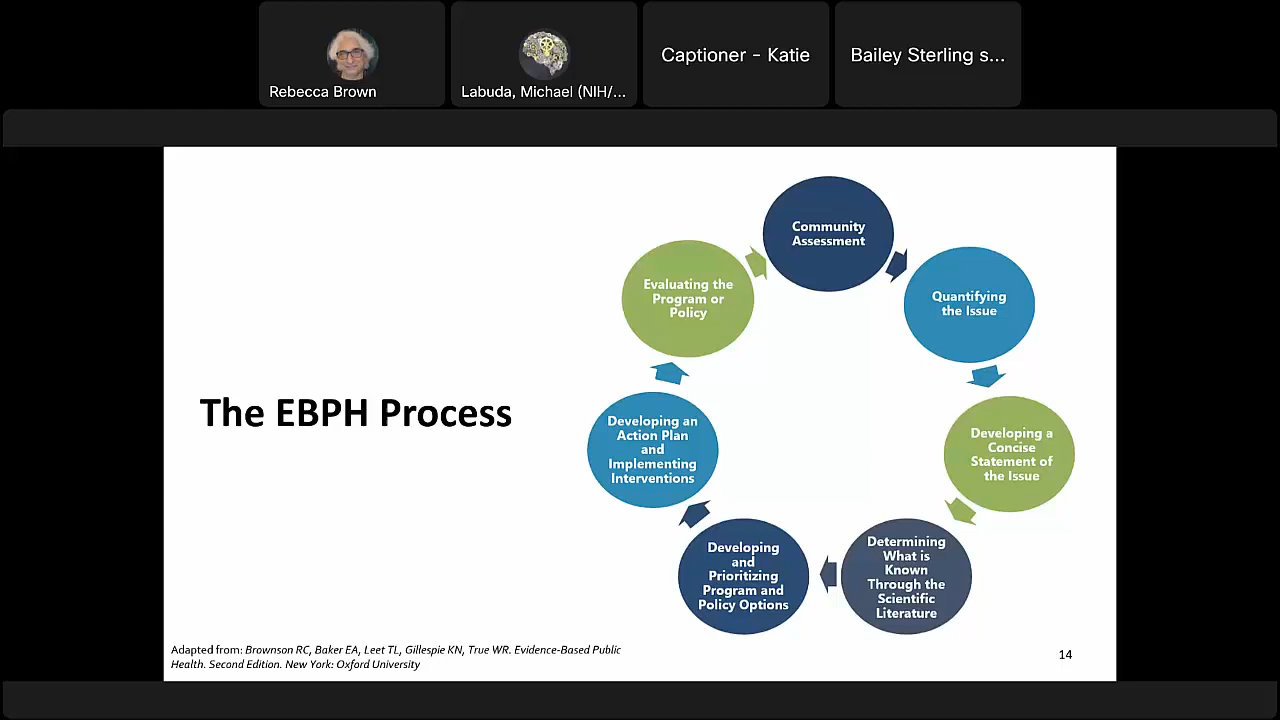 Rebecca Brown
Labuda, Michael (NIH/...
Captioner - Katie
Bailey Sterling s...
Community
Assessment
Quantifying
the Issue
Developing a
Concise
Statement of
the Issue
Determining
What is
Known
Through the
Scientific
Literature
Developing
and
Prioritizing
Program and
Policy Options
Developing an
Action Plan
and
Implementing
Interventions
Evaluating the
Program or
Policy
The EBPH Process
Adapted from: Brownson RC, Baker EA, Leet TL, Gillespie KN, True WR. Evidence-Based Public
Health. Second Edition. New York: Oxford University
14